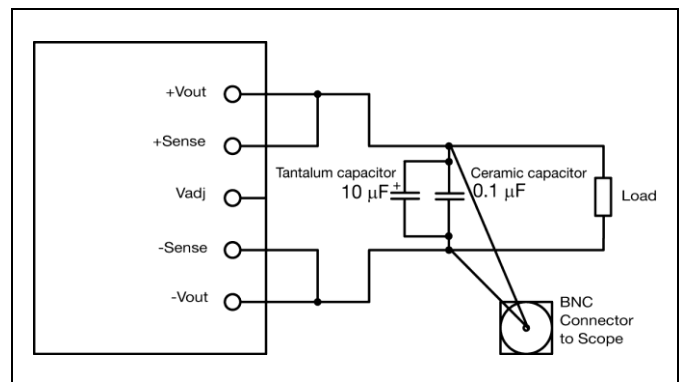 +Vout
+Sense
Vadj
-Sense
-Vout
Tantalum capacitor
10 µF
+
Ceramic capacitor
0.1 µF
Load
BNC
Connector
to Scope